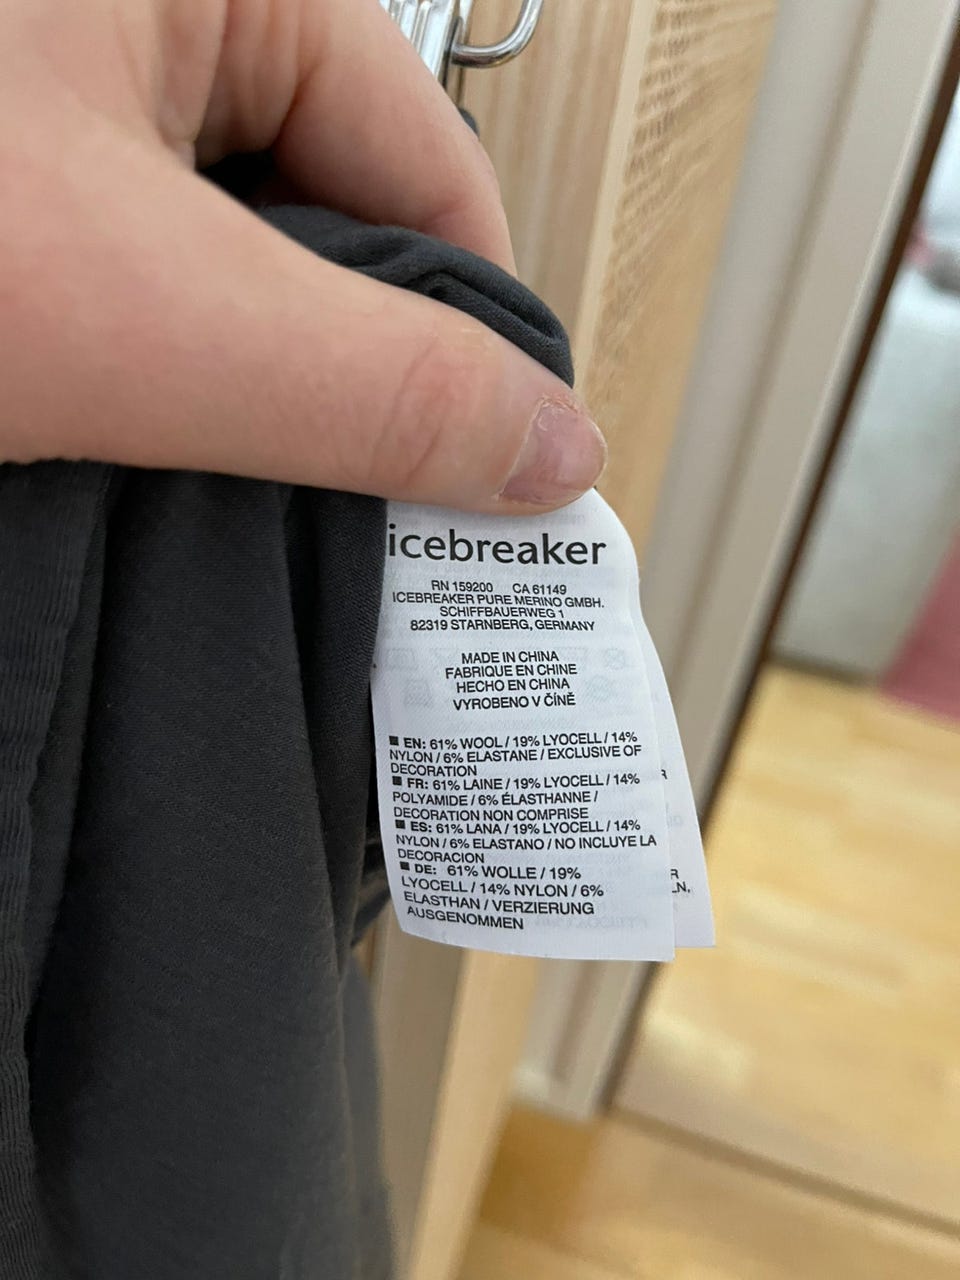 icebreaker
RN 159200 CA 61149
ICEBREAKER PURE MERINO GMBH.
SCHIFFBAUERWEG 1
82319 STARNBERG, GERMANY
MADE IN CHINA
FABRIQUE EN CHINE
HECHO EN CHINA
VYROBENO V ČÍNĚ
■ EN: 61% WOOL / 19% LYOCELL / 14%
NYLON / 6% ELASTANE / EXCLUSIVE OF
DECORATION
■ FR: 61% LAINE / 19% LYOCELL / 14%
POLYAMIDE / 6% ÉLASTHANNE /
DECORATION NON COMPRISE
■ ES: 61% LANA / 19% LYOCELL / 14%
NYLON / 6% ELASTANO / NO INCLUYE LA
DECORACION
■ DE: 61% WOLLE / 19%
LYOCELL / 14% NYLON / 6%
ELASTHAN / VERZIERUNG
AUSGENOMMEN